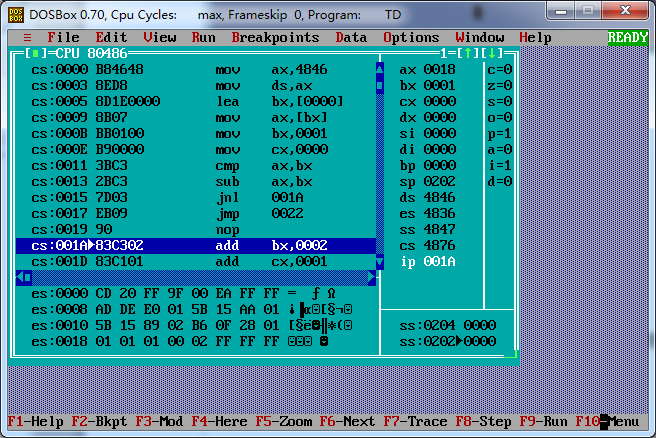 DOS BOX DOSBox 0.70, Cpu Cycles: max, Frameskip 0, Program: TD
≡ File Edit View Run Breakpoints Data Options Window Help READY
[■]=CPU 80486 1=[↑][↓]
cs:0000 B84648 mov ax,4846 ax 0018 c=0
cs:0003 8ED8 mov ds,ax bx 0001 z=0
cs:0005 8D1E0000 lea bx,[0000] cx 0000 s=0
cs:0009 8B07 mov ax,[bx] dx 0000 o=0
cs:000B BB0100 mov bx,0001 si 0000 p=1
cs:000E B90000 mov cx,0000 di 0000 a=0
cs:0011 3BC3 cmp ax,bx bp 0000 i=1
cs:0013 2BC3 sub ax,bx sp 0202 d=0
cs:0015 7D03 jnl 001A ds 4846
cs:0017 EB09 jmp 0022 es 4836
cs:0019 90 nop ss 4847
cs:001A►83C302 add bx,0002 cs 4876
cs:001D 83C101 add cx,0001 ip 001A
es:0000 CD 20 FF 9F 00 EA FF FF = ƒ Ω
es:0008 AD DE E0 01 5B 15 AA 01 ¡▐α☺[§¬☺
es:0010 5B 15 89 02 B6 0F 28 01 [§ë☻╢☼(☺ ss:0204 0000
es:0018 01 01 01 00 02 FF FF FF ☺☺☺ ☻ ss:0202►0000
F1-Help F2-Bkpt F3-Mod F4-Here F5-Zoom F6-Next F7-Trace F8-Step F9-Run F10 Menu